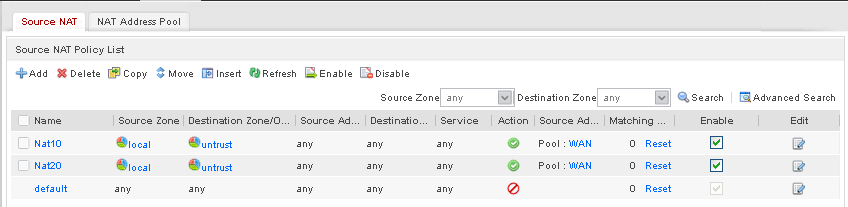 Source NAT NAT Address Pool
Source NAT Policy List
Add Delete Copy Move Insert Refresh Enable Disable
Source Zone any Destination Zone any Search Advanced Search
Name Source Zone Destination Zone/O... Source Ad... Destinatio... Service Action Source Ad... Matching ... Enable Edit
Nat10 local untrust any any any Pool : WAN 0 Reset
Nat20 local untrust any any any Pool : WAN 0 Reset
default any any any any any 0 Reset